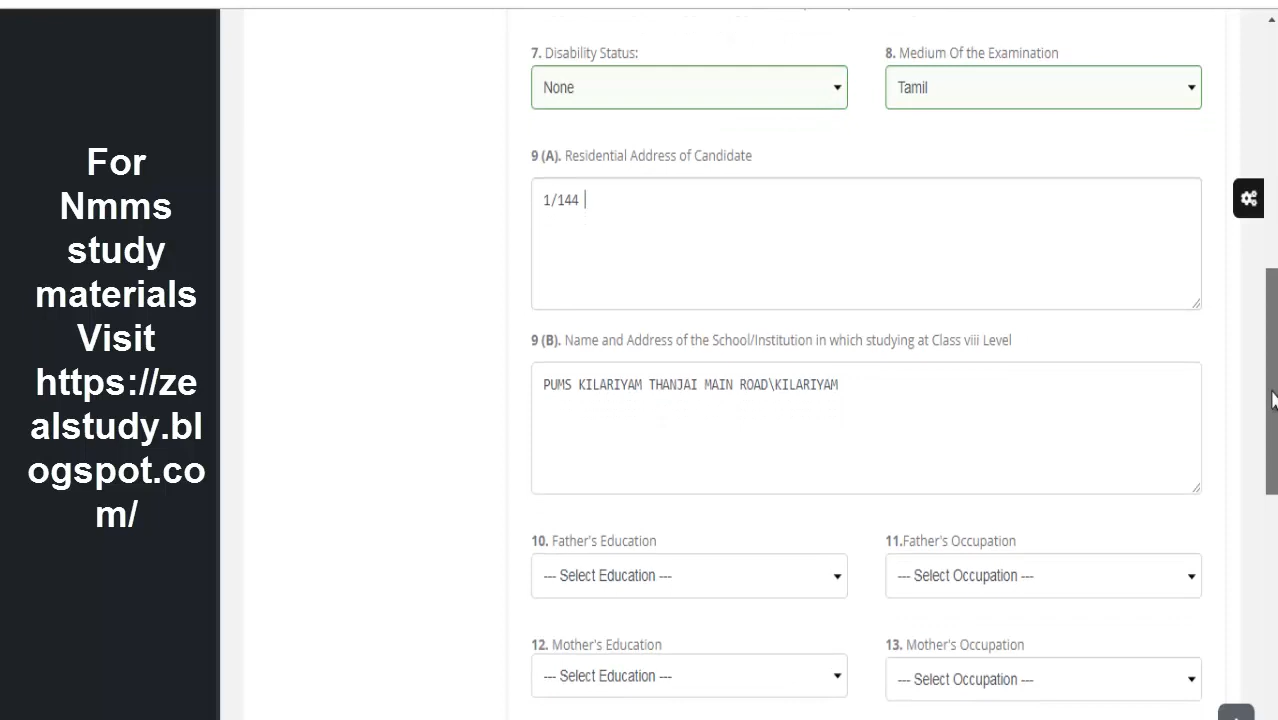 For
Nmms
study
materials
Visit
https://ze
alstudy.bl
ogspot.co
m/
7. Disability Status:
8. Medium Of the Examination
None
Tamil
9 (A). Residential Address of Candidate
1/144
9 (B). Name and Address of the School/Institution in which studying at Class viii Level
PUMS KILARIYAM THANJAI MAIN ROAD\KILARIYAM
10. Father's Education
11.Father's Occupation
--- Select Education ---
--- Select Occupation ---
12. Mother's Education
13. Mother's Occupation
--- Select Education ---
--- Select Occupation ---